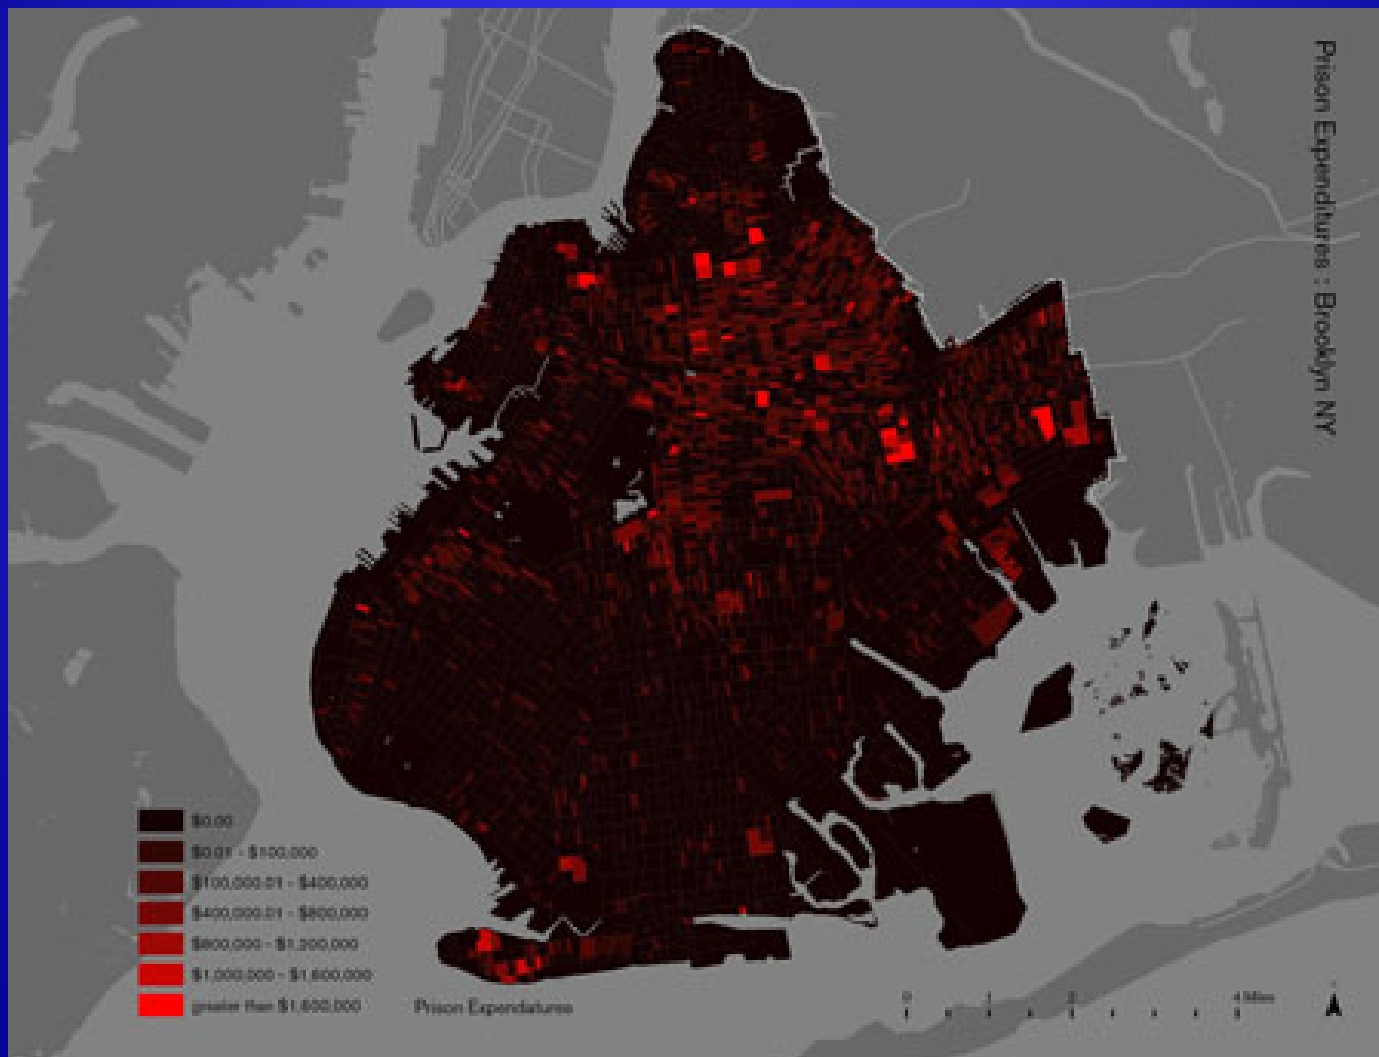 Prison Expenditures : Brooklyn NY
$0.00
$0.01 - $100,000
$100,000.01 - $400,000
$400,000.01 - $800,000
$800,000 - $1,200,000
$1,000,000 - $1,600,000
greater than $1,600,000
Prison Expendatures
0 1 2 4 Miles